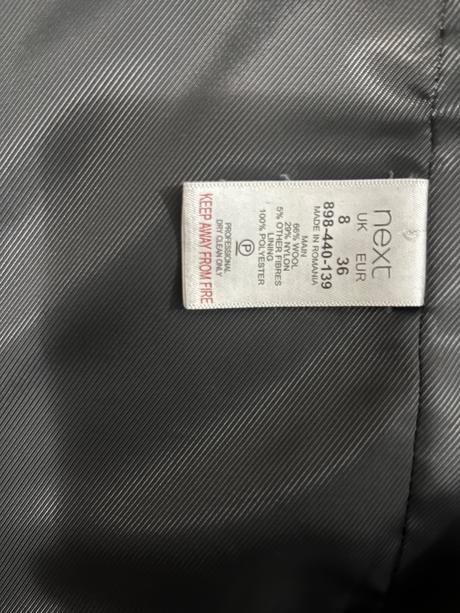 next
UK EUR
8 36
898-440-139
MADE IN ROMANIA
MAIN
66% WOOL
29% NYLON
5% OTHER FIBRES
LINING
100% POLYESTER
P
PROFESSIONAL
DRY CLEAN ONLY
KEEP AWAY FROM FIRE